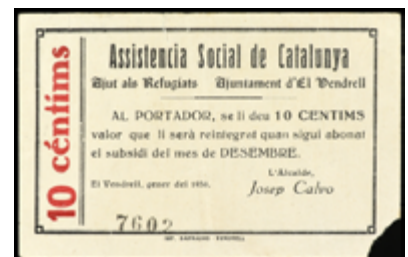 10 céntims
Assistencia Social de Catalunya
Ajut als Refugiats Ajuntament d'El Vendrell
AL PORTADOR, se li deu 10 CENTIMS
valor que li serà reintegrat quan sigui abonat
el subsidi del mes de DESEMBRE.
L'Alcalde,
El Vendrell, gener del 1938.
Josep Calvo
7602